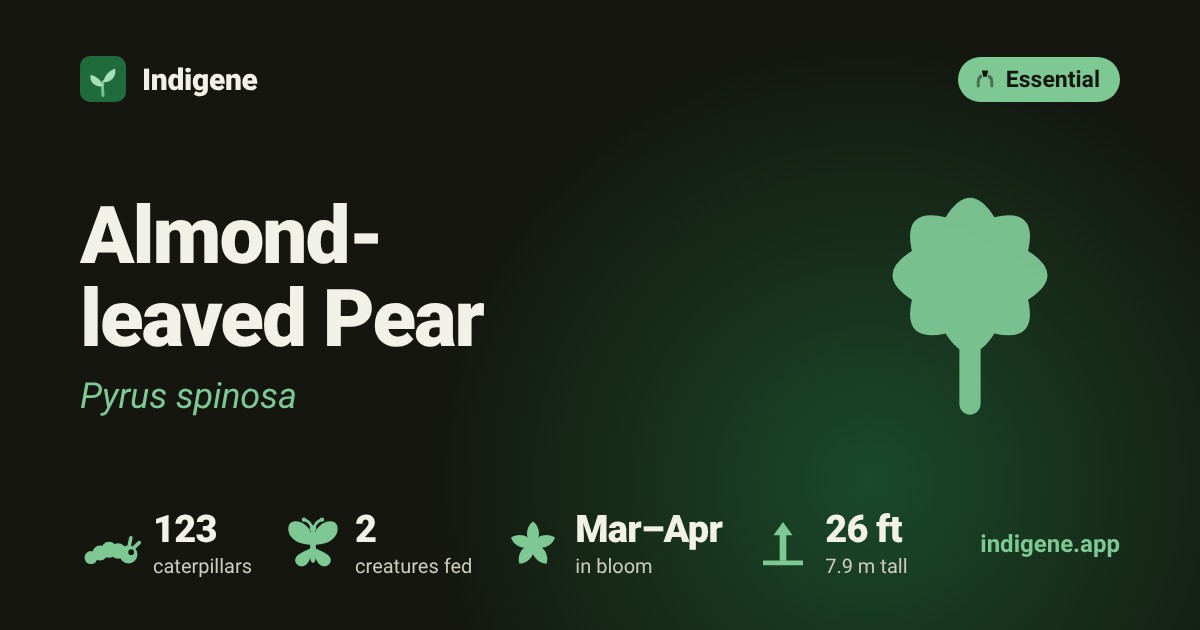 Indigene
Essential
Almond-
leaved Pear
Pyrus spinosa
123
caterpillars
2
creatures fed
Mar–Apr
in bloom
26 ft
7.9 m tall
indigene.app